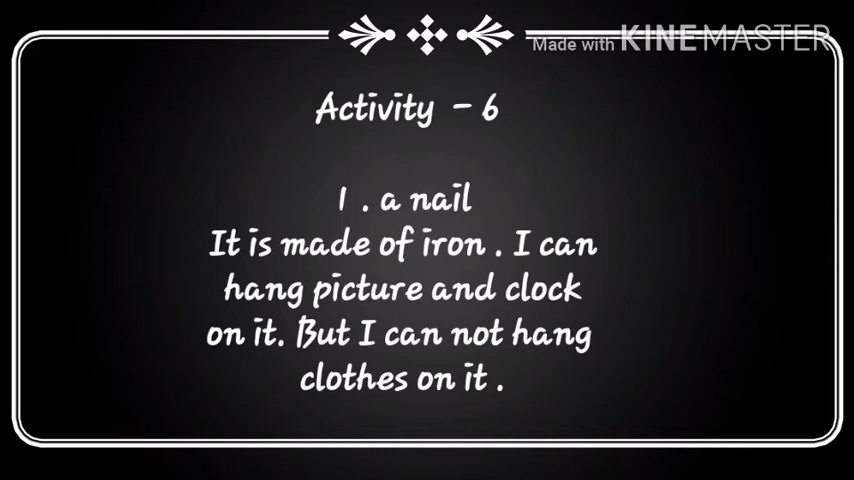 Made with KINEMASTER
Activity - 6
1 . a nail
It is made of iron . I can
hang picture and clock
on it. But I can not hang
clothes on it .